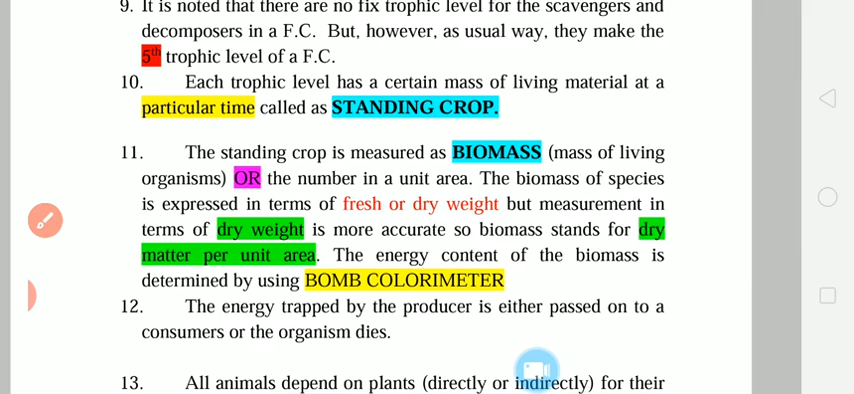 9. It is noted that there are no fix trophic level for the scavengers and
decomposers in a F.C. But, however, as usual way, they make the
5th trophic level of a F.C.
10. Each trophic level has a certain mass of living material at a
particular time called as STANDING CROP.
11. The standing crop is measured as BIOMASS (mass of living
organisms) OR the number in a unit area. The biomass of species
is expressed in terms of fresh or dry weight but measurement in
terms of dry weight is more accurate so biomass stands for dry
matter per unit area. The energy content of the biomass is
determined by using BOMB COLORIMETER
12. The energy trapped by the producer is either passed on to a
consumers or the organism dies.
13. All animals depend on plants (directly or indirectly) for their